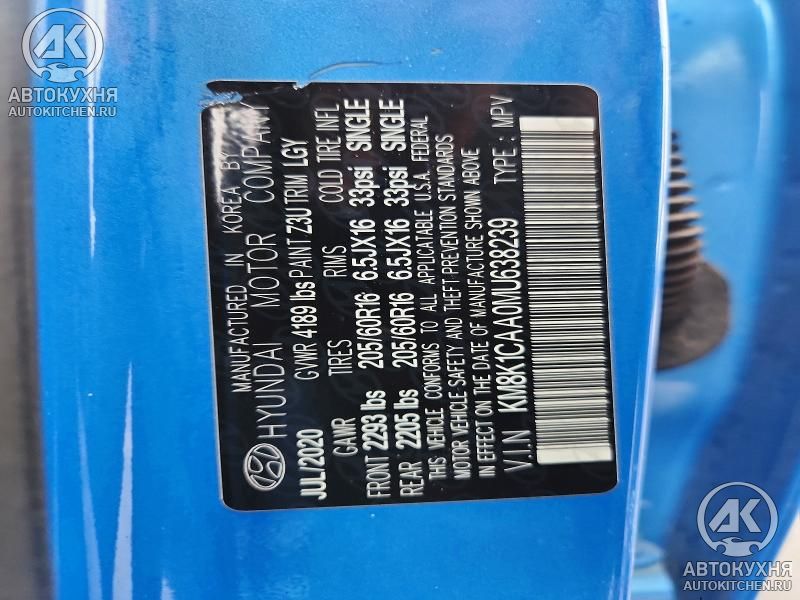 AK
АВТОКУХНЯ
AUTOKITCHEN.RU
MANUFACTURED IN KOREA BY
HYUNDAI MOTOR COMPANY
JUL/2020 GVWR 4189 lbs PAINT Z3U TRIM LGY
GAWR TIRES RIMS COLD TIRE INFL
FRONT 2293 lbs 205/60R16 6.5JX16 33psi SINGLE
REAR 2205 lbs 205/60R16 6.5JX16 33psi SINGLE
THIS VEHICLE CONFORMS TO ALL APPLICATABLE U.S.A. FEDERAL
MOTOR VEHICLE SAFETY AND THEFT PREVENTION STANDARDS
IN EFFECT ON THE DATE OF MANUFACTURE SHOWN ABOVE
V.I.N KM8K1CAA0MU638239 TYPE : MPV
AK
АВТОКУХНЯ
AUTOKITCHEN.RU